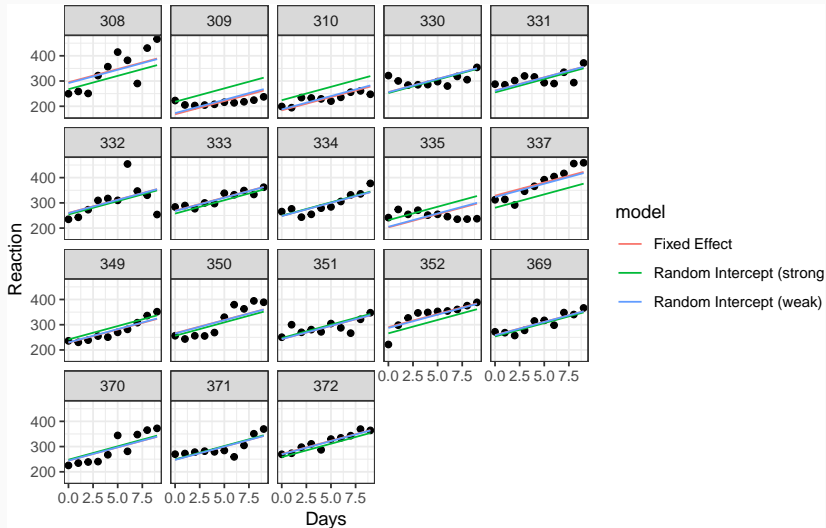 308 309 310 330 331
400
300
200
332 333 334 335 337
400
300
200
349 350 351 352 369
400
300
200
0.0 2.5 5.0 7.5 0.0 2.5 5.0 7.5
370 371 372
400
300
200
0.0 2.5 5.0 7.5 0.0 2.5 5.0 7.5 0.0 2.5 5.0 7.5
Days
Reaction
model
Fixed Effect
Random Intercept (strong
Random Intercept (weak)